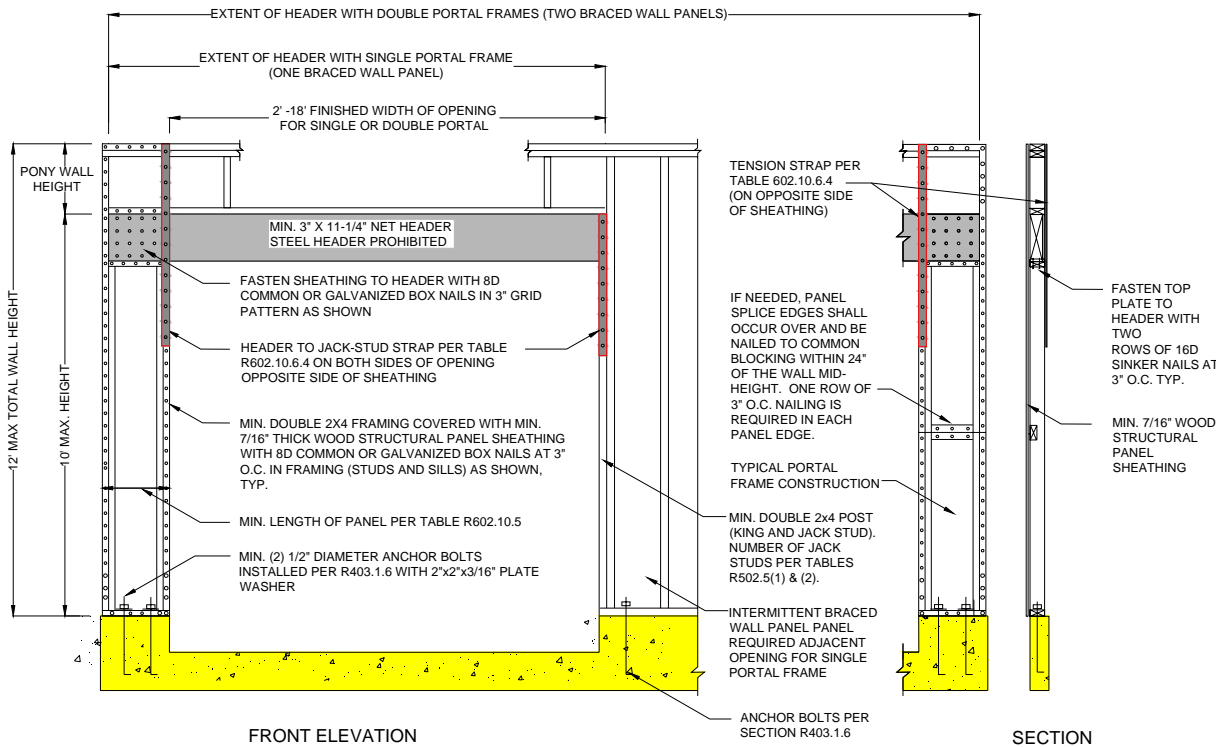 EXTENT OF HEADER WITH DOUBLE PORTAL FRAMES (TWO BRACED WALL PANELS)
EXTENT OF HEADER WITH SINGLE PORTAL FRAME
(ONE BRACED WALL PANEL)
2' -18' FINISHED WIDTH OF OPENING
FOR SINGLE OR DOUBLE PORTAL
PONY WALL
HEIGHT
12' MAX TOTAL WALL HEIGHT
10' MAX. HEIGHT
MIN. 3" X 11-1/4" NET HEADER
STEEL HEADER PROHIBITED
FASTEN SHEATHING TO HEADER WITH 8D
COMMON OR GALVANIZED BOX NAILS IN 3" GRID
PATTERN AS SHOWN
HEADER TO JACK-STUD STRAP PER TABLE
R602.10.6.4 ON BOTH SIDES OF OPENING
OPPOSITE SIDE OF SHEATHING
MIN. DOUBLE 2X4 FRAMING COVERED WITH MIN.
7/16" THICK WOOD STRUCTURAL PANEL SHEATHING
WITH 8D COMMON OR GALVANIZED BOX NAILS AT 3"
O.C. IN FRAMING (STUDS AND SILLS) AS SHOWN,
TYP.
MIN. LENGTH OF PANEL PER TABLE R602.10.5
MIN. (2) 1/2" DIAMETER ANCHOR BOLTS
INSTALLED PER R403.1.6 WITH 2"x2"x3/16" PLATE
WASHER
TENSION STRAP PER
TABLE 602.10.6.4
(ON OPPOSITE SIDE
OF SHEATHING)
IF NEEDED, PANEL
SPLICE EDGES SHALL
OCCUR OVER AND BE
NAILED TO COMMON
BLOCKING WITHIN 24"
OF THE WALL MID-
HEIGHT. ONE ROW OF
3" O.C. NAILING IS
REQUIRED IN EACH
PANEL EDGE.
TYPICAL PORTAL
FRAME CONSTRUCTION
MIN. DOUBLE 2x4 POST
(KING AND JACK STUD).
NUMBER OF JACK
STUDS PER TABLES
R502.5(1) & (2).
INTERMITTENT BRACED
WALL PANEL PANEL
REQUIRED ADJACENT
OPENING FOR SINGLE
PORTAL FRAME
ANCHOR BOLTS PER
SECTION R403.1.6
FASTEN TOP
PLATE TO
HEADER WITH
TWO
ROWS OF 16D
SINKER NAILS AT
3" O.C. TYP.
MIN. 7/16" WOOD
STRUCTURAL
PANEL
SHEATHING
FRONT ELEVATION
SECTION